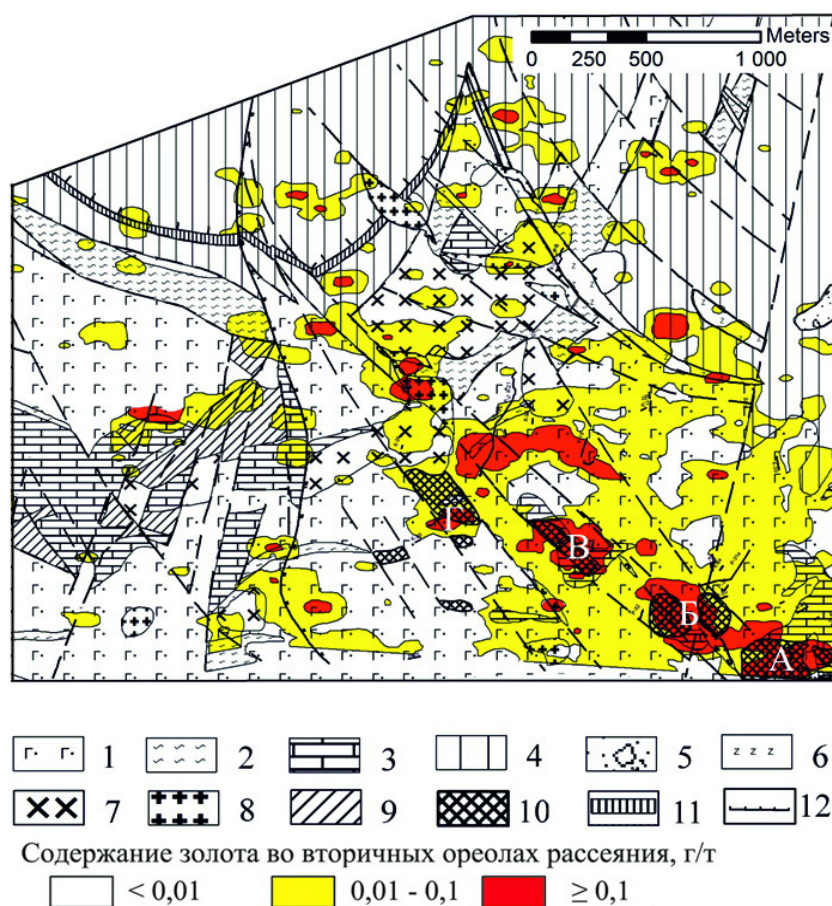 Meters
0 250 500 1 000
Г
В
Б
А
1 2 3 4 5 6
7 8 9 10 11 12
Содержание золота во вторичных ореолах рассеяния, г/т
< 0,01 0,01 - 0,1 ≥ 0,1